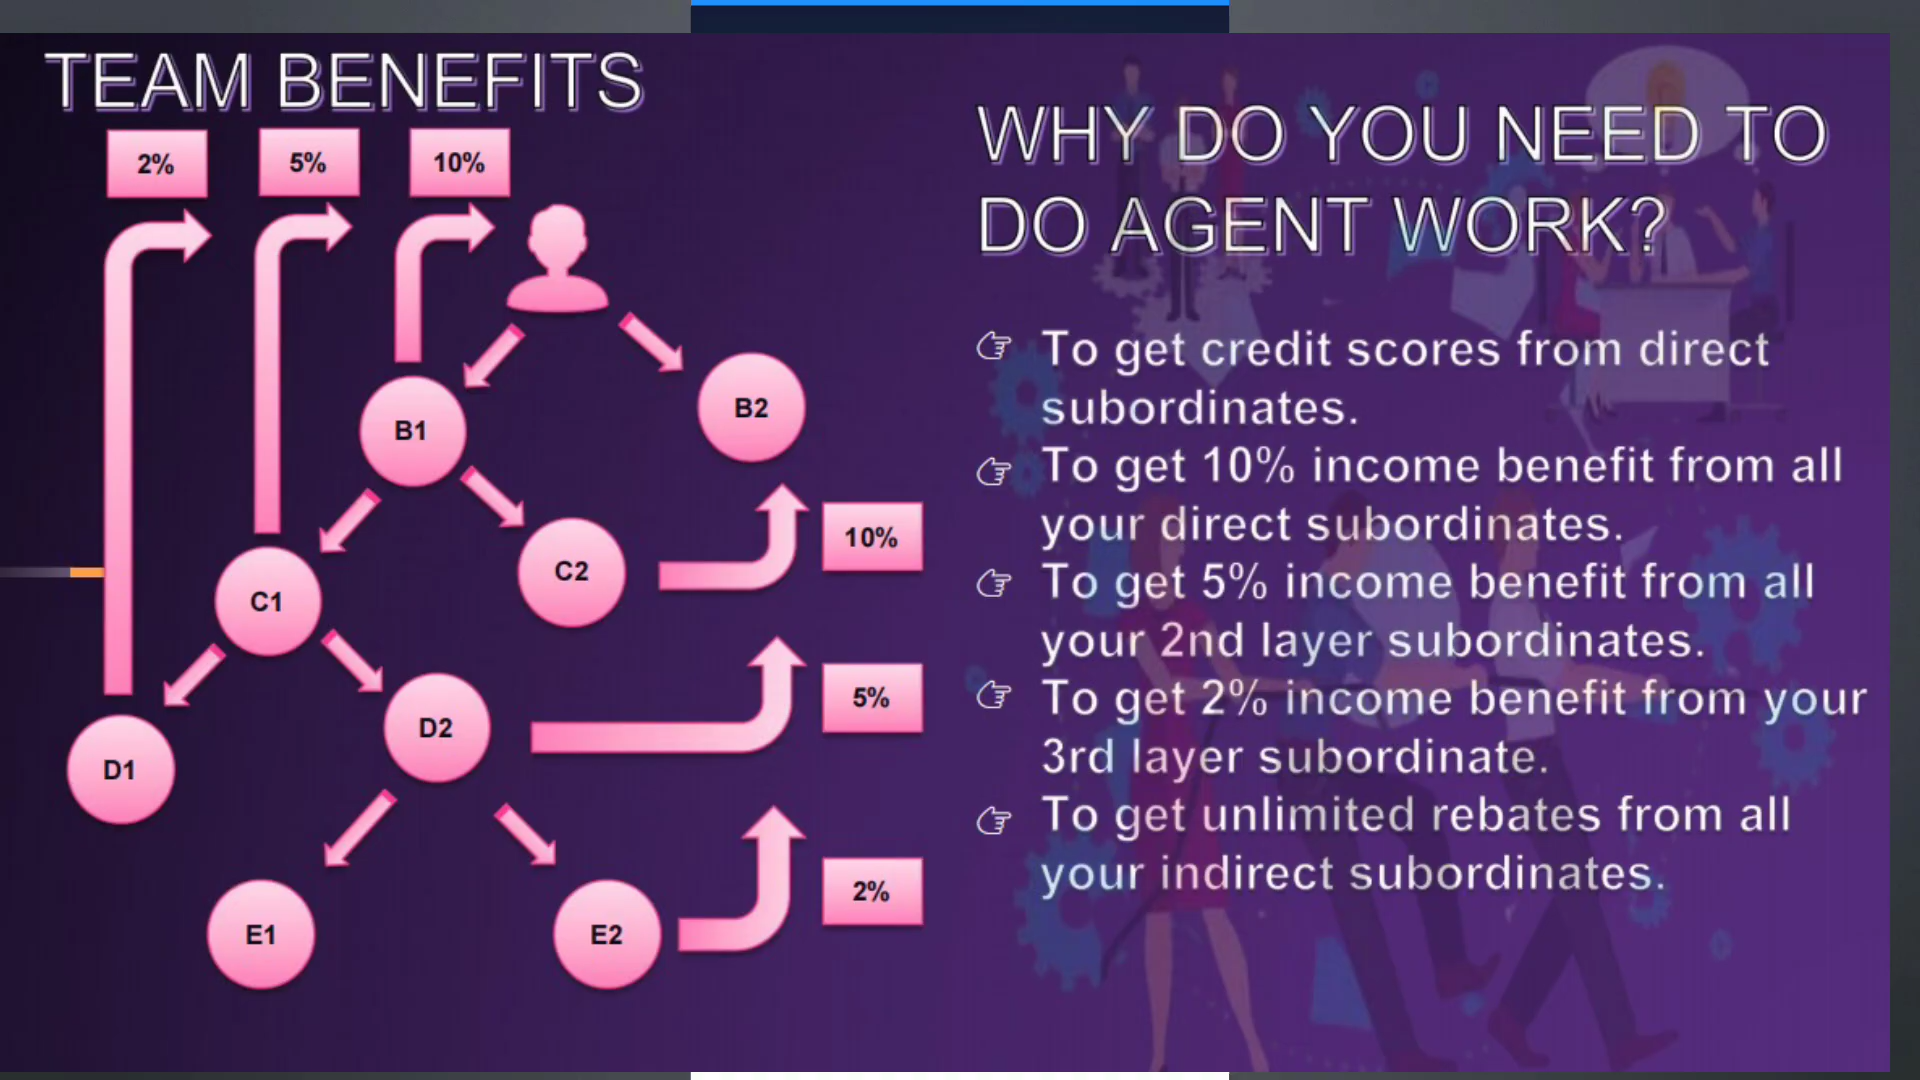 TEAM BENEFITS
2%
5%
10%
B1
B2
C1
C2
10%
D1
D2
5%
E1
E2
2%
WHY DO YOU NEED TO
DO AGENT WORK?
To get credit scores from direct
subordinates.
To get 10% income benefit from all
your direct subordinates.
To get 5% income benefit from all
your 2nd layer subordinates.
To get 2% income benefit from your
3rd layer subordinate.
To get unlimited rebates from all
your indirect subordinates.